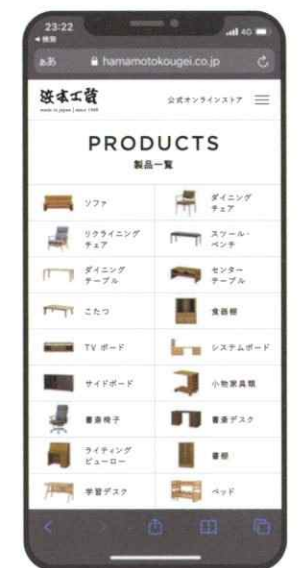 23:22
4G
◀検索
ああ hamamotokougei.co.jp
浜本工芸
made in japan | since 1948
公式オンラインストア
PRODUCTS
製品一覧
ソファ
ダイニング
チェア
リクライニング
チェア
スツール・
ベンチ
ダイニング
テーブル
センター
テーブル
こたつ
食器棚
TV ボード
システムボード
サイドボード
小物家具類
書斎椅子
書斎デスク
ライティング
ビューロー
書棚
学習デスク
ベッド